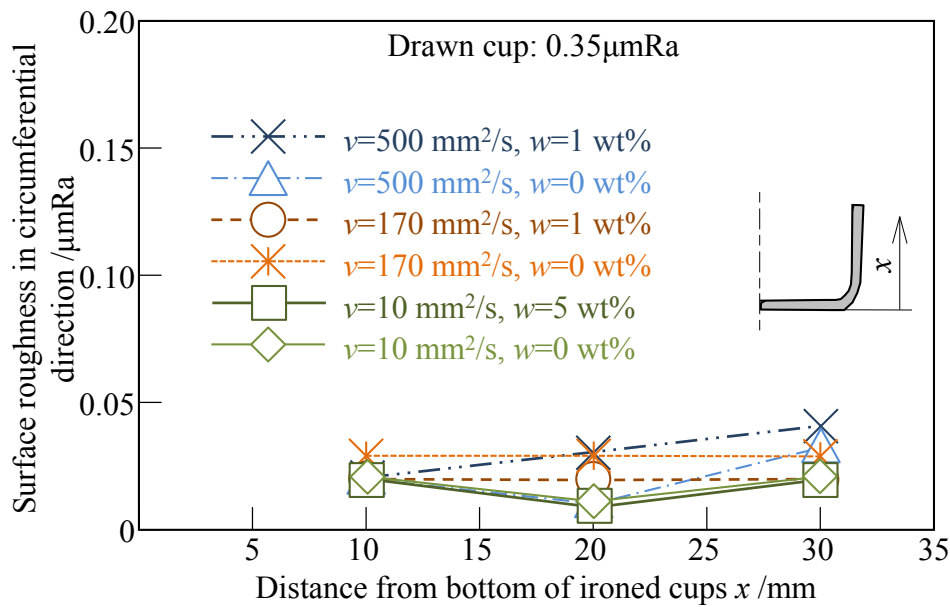 Surface roughness in circumferential
direction /μmRa
0.20
0.15
0.10
0.05
0
Drawn cup: 0.35μmRa
v=500 mm²/s, w=1 wt%
v=500 mm²/s, w=0 wt%
v=170 mm²/s, w=1 wt%
v=170 mm²/s, w=0 wt%
v=10 mm²/s, w=5 wt%
v=10 mm²/s, w=0 wt%
x
5 10 15 20 25 30 35
Distance from bottom of ironed cups x /mm